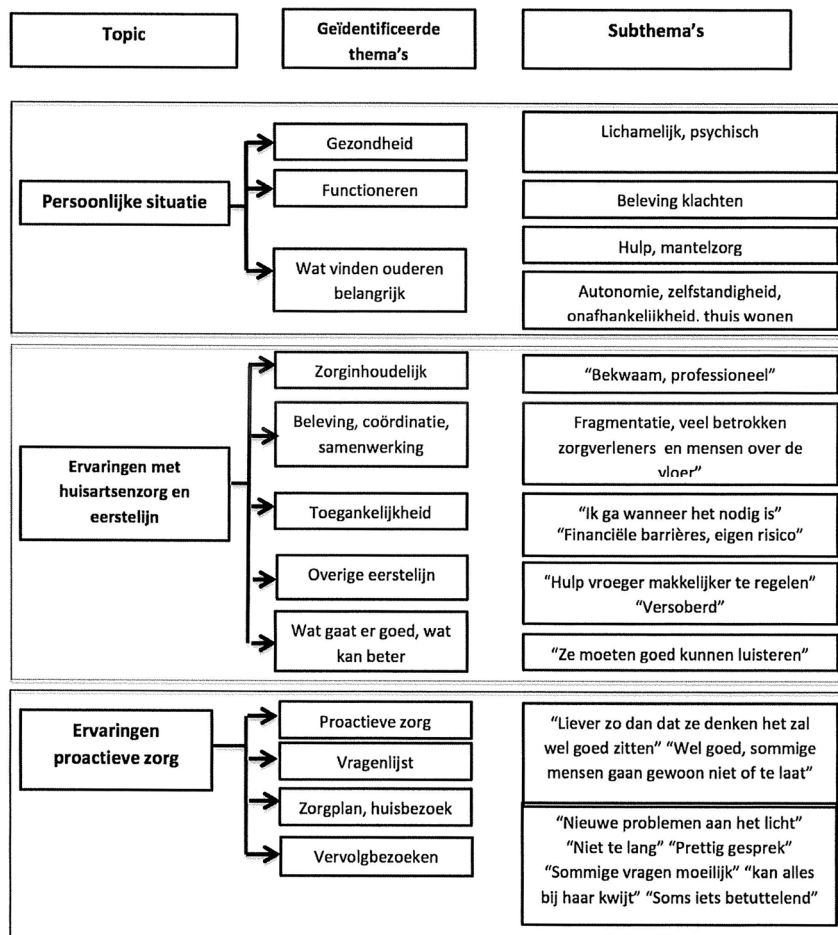 Topic
Geïdentificeerde
thema's
Subthema's
Persoonlijke situatie
Gezondheid
Functioneren
Wat vinden ouderen
belangrijk
Lichamelijk, psychisch
Beleving klachten
Hulp, mantelzorg
Autonomie, zelfstandigheid,
onafhankelijkheid. thuis wonen
Ervaringen met
huisartsenzorg en
eerstelijn
Zorginhoudelijk
Beleving, coördinatie,
samenwerking
Toegankelijkheid
Overige eerstelijn
Wat gaat er goed, wat
kan beter
“Bekwaam, professioneel”
Fragmentatie, veel betrokken
zorgverleners en mensen over de
vloer”
“Ik ga wanneer het nodig is”
“Financiële barrières, eigen risico”
“Hulp vroeger makkelijker te regelen”
“Versoberd”
“Ze moeten goed kunnen luisteren”
Ervaringen
proactieve zorg
Proactieve zorg
Vragenlijst
Zorgplan, huisbezoek
Vervolgbezoeken
“Liever zo dan dat ze denken het zal
wel goed zitten” “Wel goed, sommige
mensen gaan gewoon niet of te laat”
“Nieuwe problemen aan het licht”
“Niet te lang” “Prettig gesprek”
“Sommige vragen moeilijk” “kan alles
bij haar kwijt” “Soms iets betuttelend”